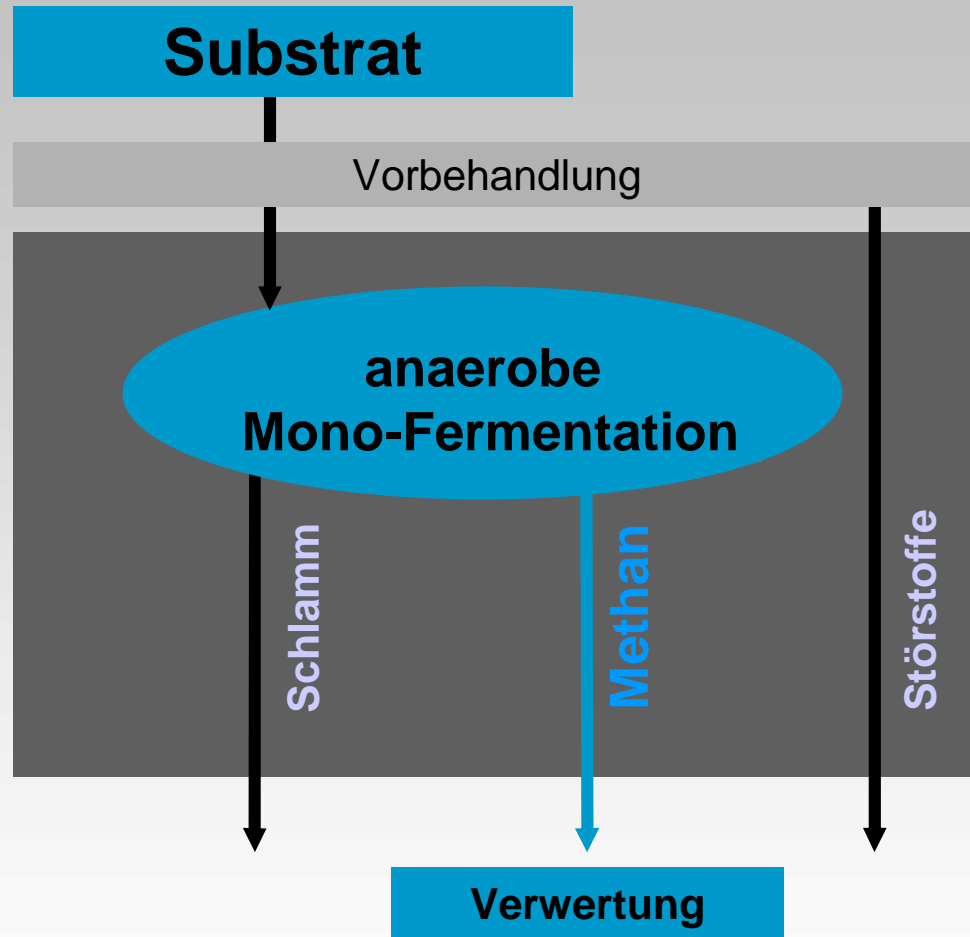 Substrat
Vorbehandlung
anaerobe
Mono-Fermentation
Schlamm
Methan
Störstoffe
Verwertung